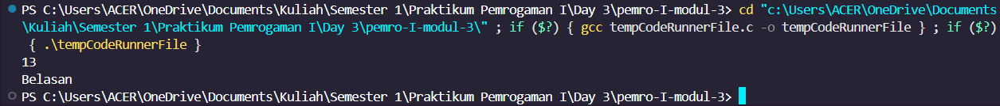 PS C:\Users\ACER\OneDrive\Documents\Kuliah\Semester 1\Praktikum Pemrogaman I\Day 3\pemro-I-modul-3> cd "c:\Users\ACER\OneDrive\Documents
\Kuliah\Semester 1\Praktikum Pemrogaman I\Day 3\pemro-I-modul-3\" ; if ($?) { gcc tempCodeRunnerFile.c -o tempCodeRunnerFile } ; if ($?)
{ .\tempCodeRunnerFile }
13
Belasan
PS C:\Users\ACER\OneDrive\Documents\Kuliah\Semester 1\Praktikum Pemrogaman I\Day 3\pemro-I-modul-3>